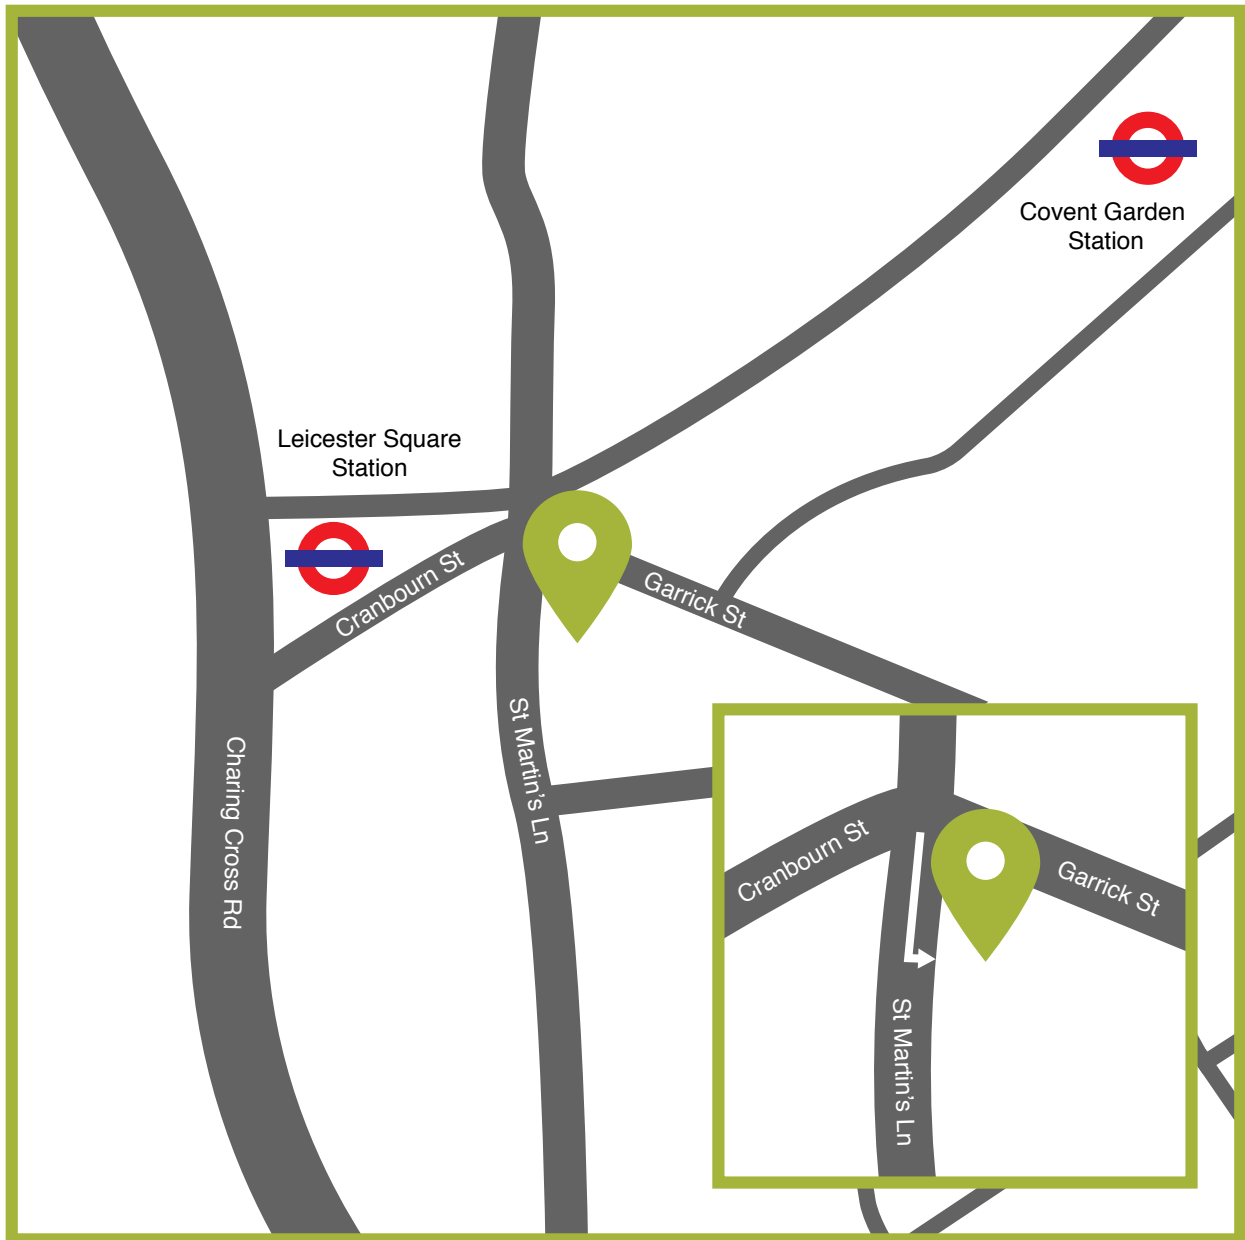 Covent Garden
Station
Leicester Square
Station
Cranbourn St
Garrick St
St Martin's Ln
Charing Cross Rd
Cranbourn St
Garrick St
St Martin's Ln